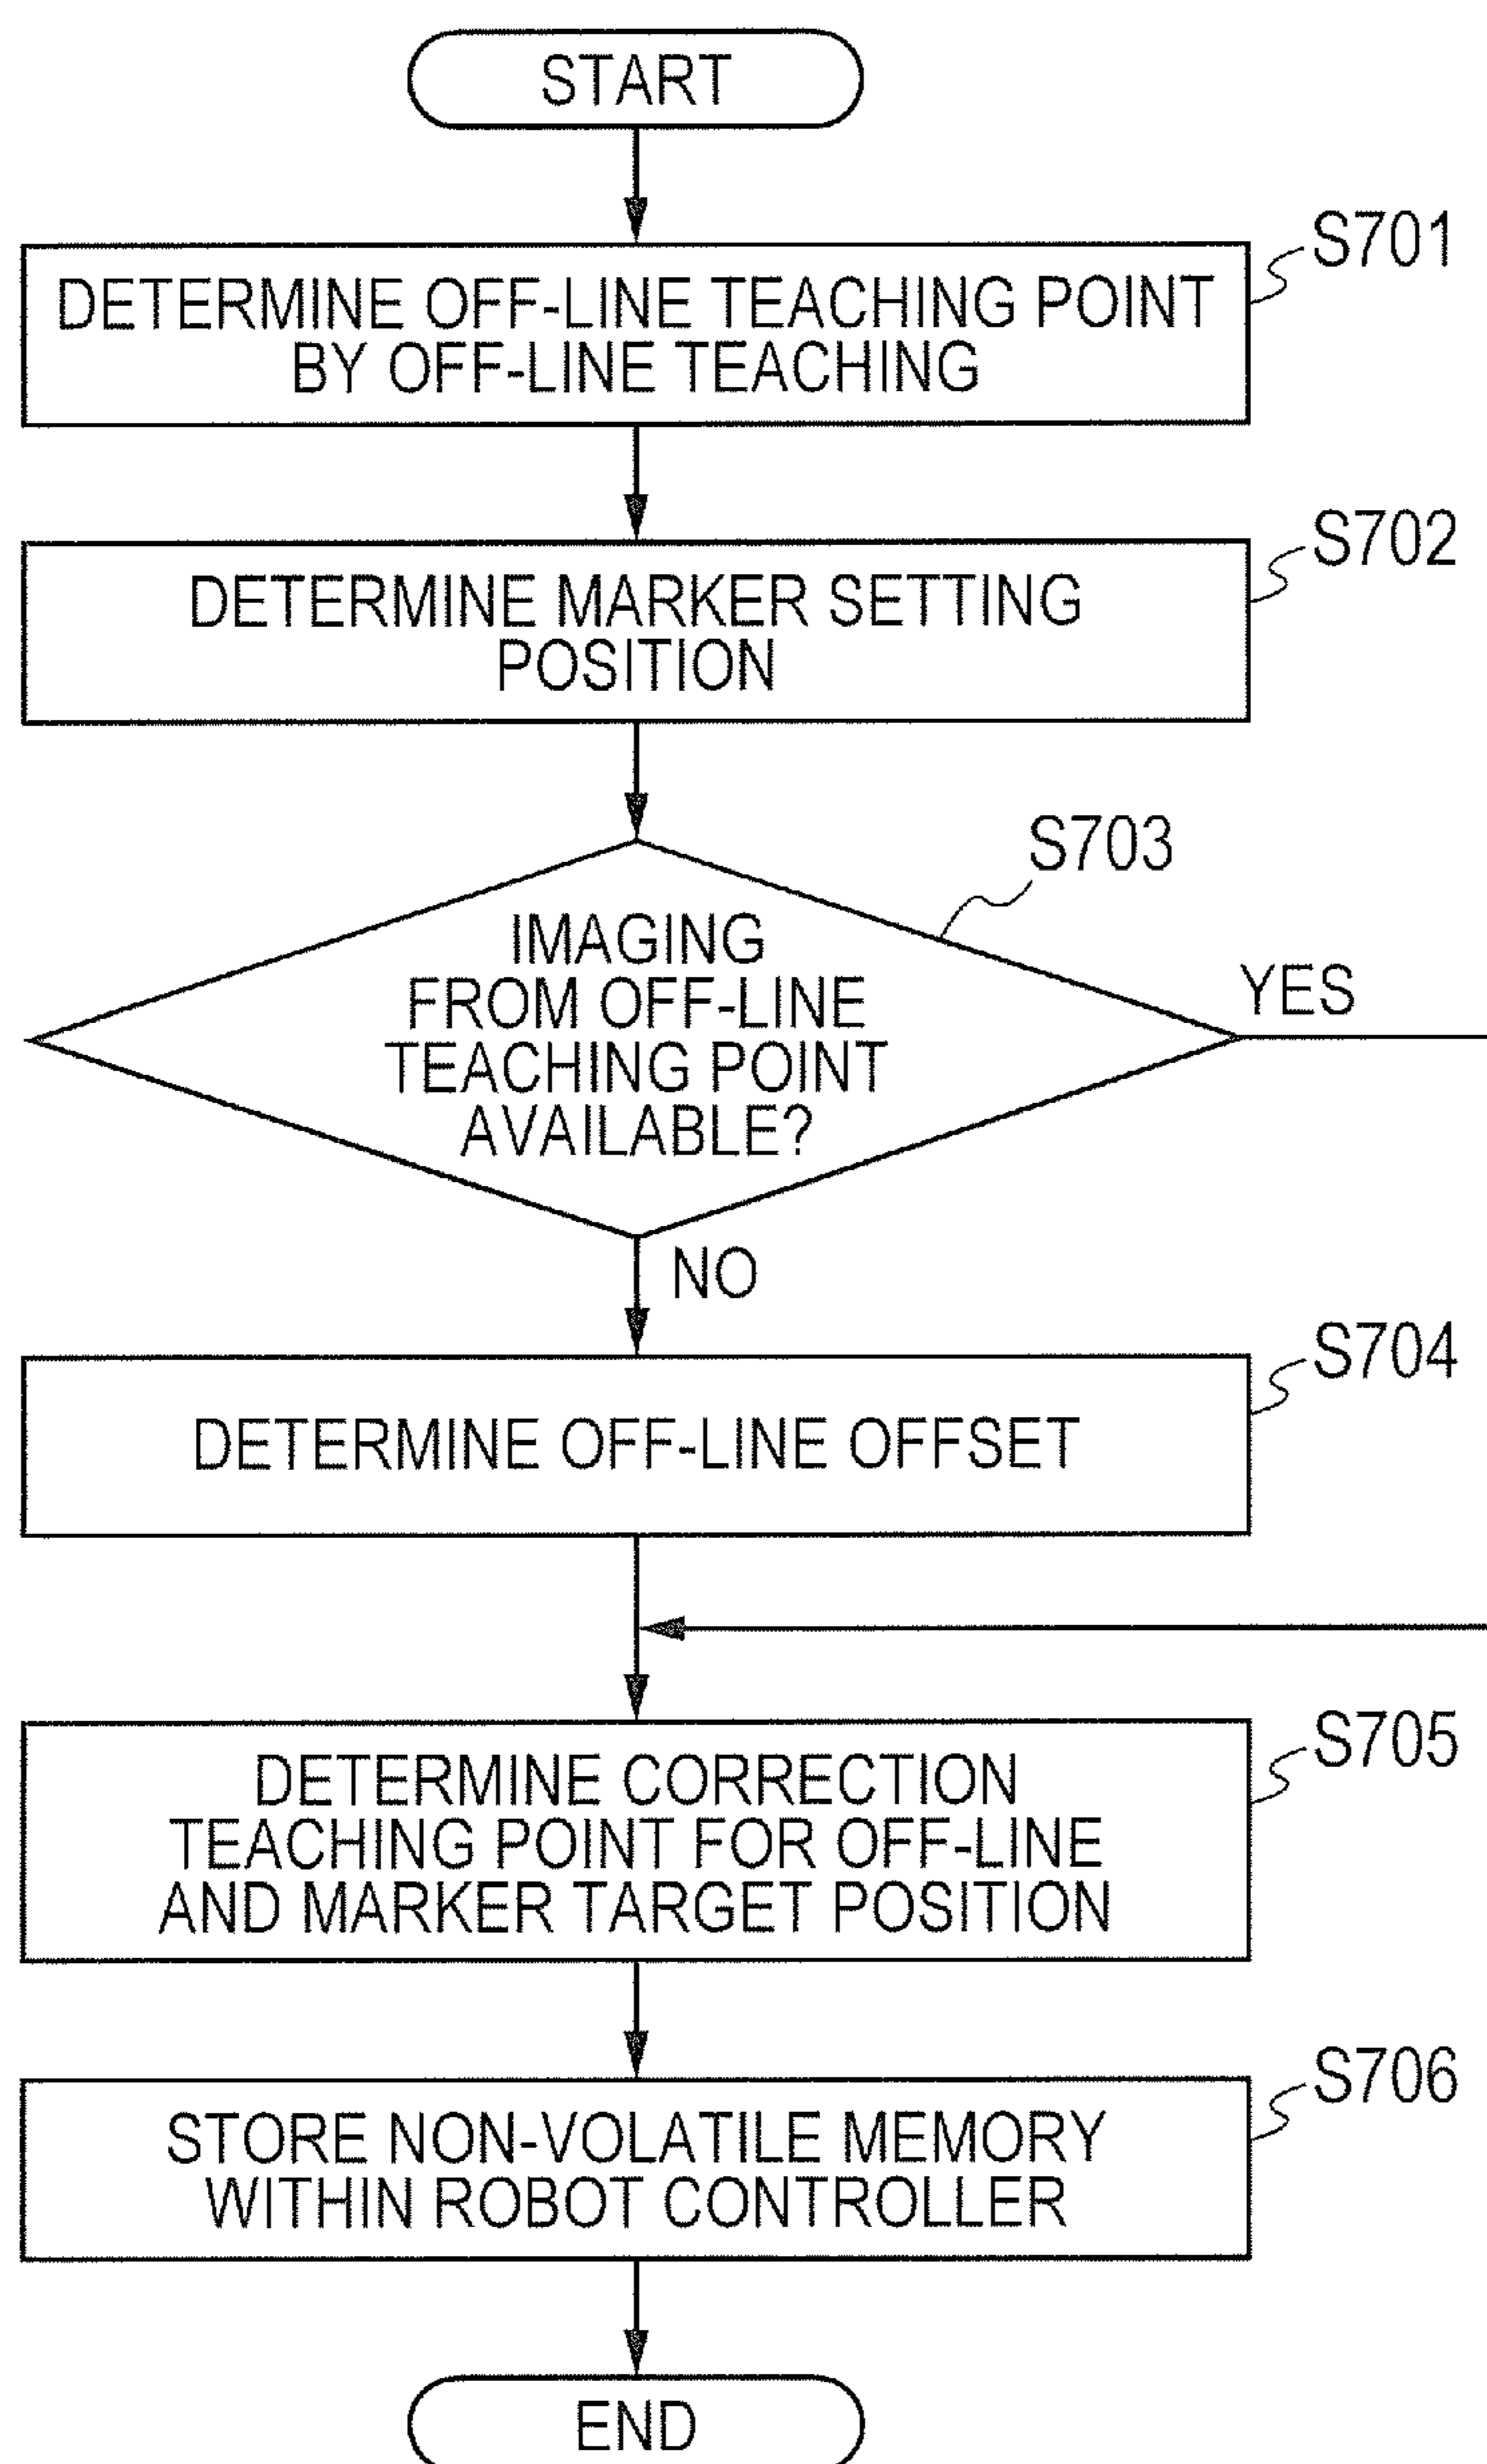 START
S701
DETERMINE OFF-LINE TEACHING POINT
BY OFF-LINE TEACHING
S702
DETERMINE MARKER SETTING
POSITION
S703
IMAGING
FROM OFF-LINE
TEACHING POINT
AVAILABLE?
YES
NO
S704
DETERMINE OFF-LINE OFFSET
S705
DETERMINE CORRECTION
TEACHING POINT FOR OFF-LINE
AND MARKER TARGET POSITION
S706
STORE NON-VOLATILE MEMORY
WITHIN ROBOT CONTROLLER
END